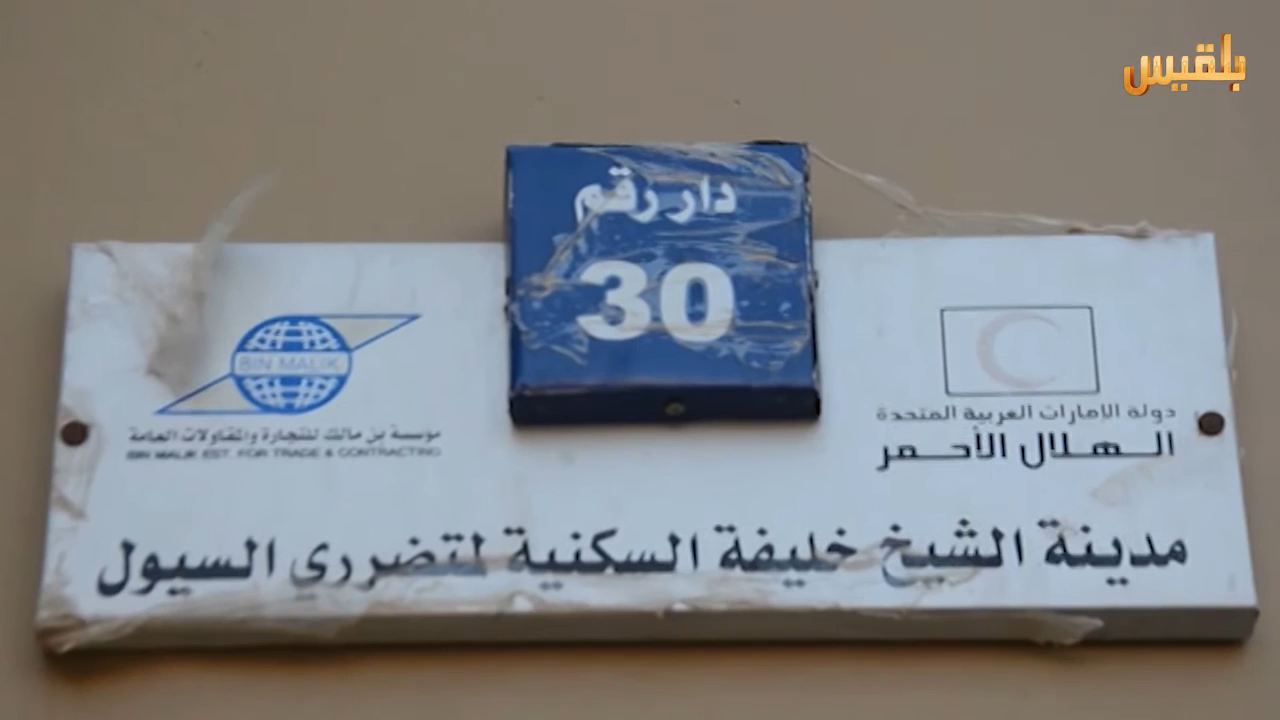 بلقيس
دار رقم
30
دولة الإمارات العربية المتحدة
الهلال الأحمر
BIN MALIK
مؤسسة بن مالك للتجارة والمقاولات العامة
BIN MALIK EST. FOR TRADE & CONTRACTING
مدينة الشيخ خليفة السكنية لمتضرري السيول